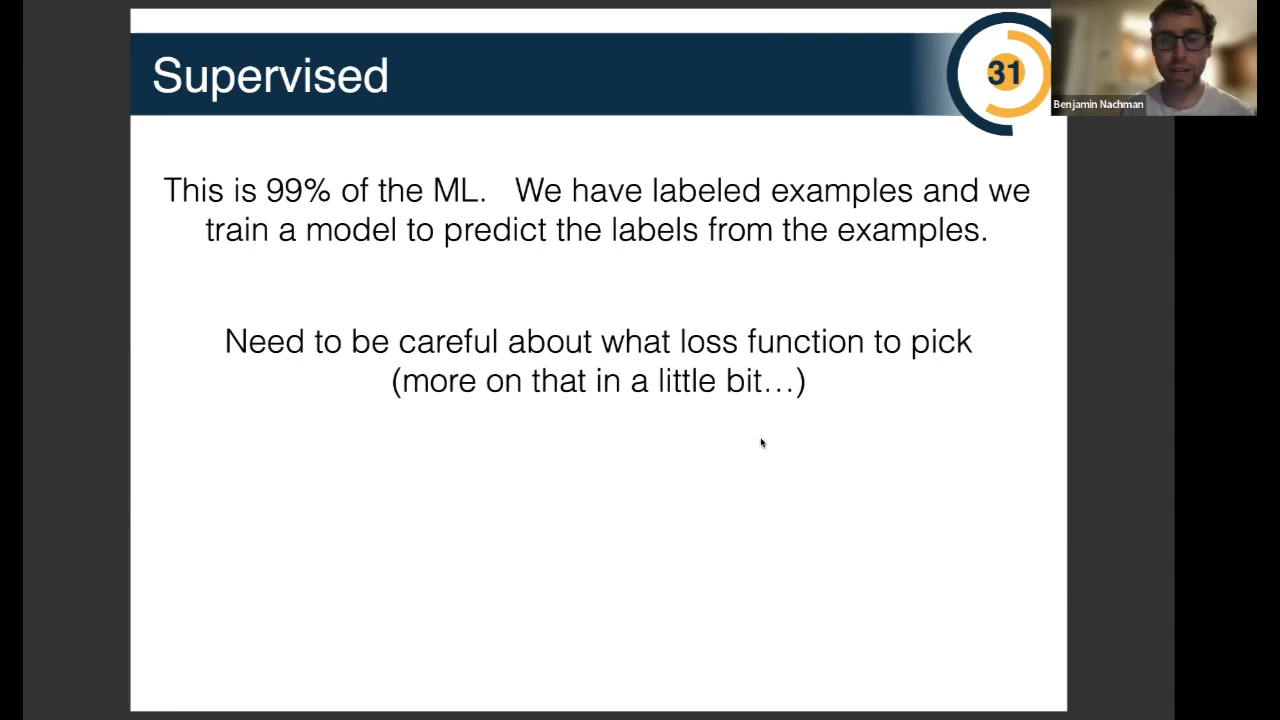 Supervised
31
Benjamin Nachman
This is 99% of the ML. We have labeled examples and we
train a model to predict the labels from the examples.
Need to be careful about what loss function to pick
(more on that in a little bit…)